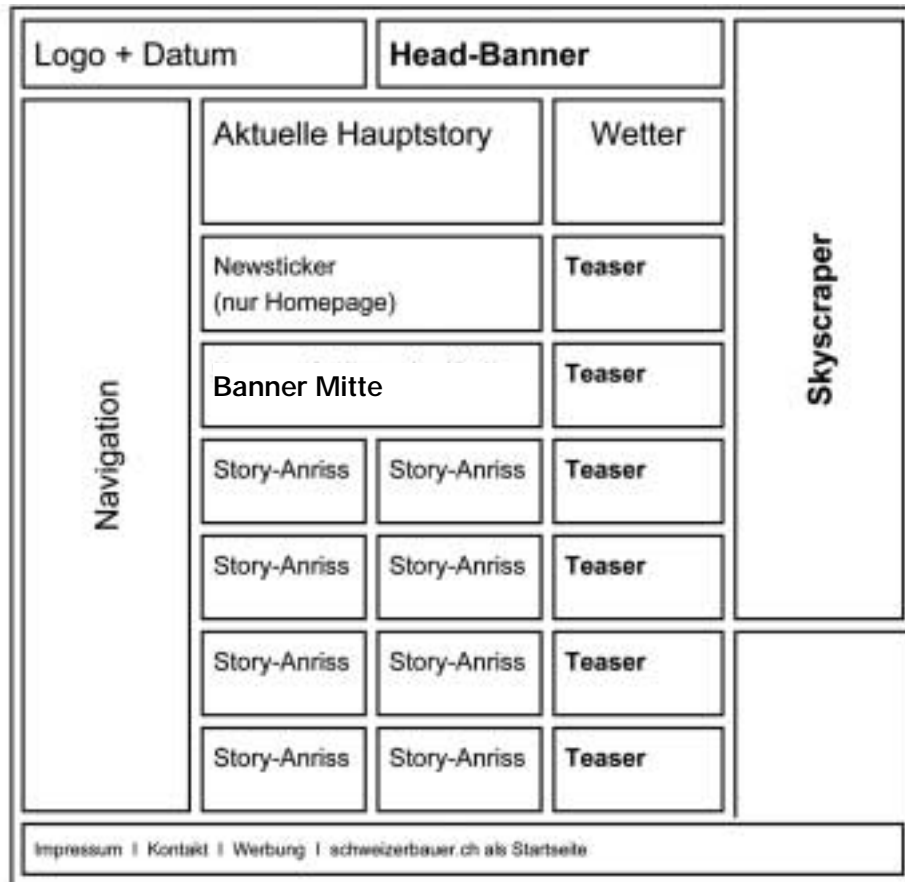 Logo + Datum
Head-Banner
Skyscraper
Navigation
Aktuelle Hauptstory
Wetter
Newsticker
(nur Homepage)
Teaser
Banner Mitte
Teaser
Story-Anriss
Story-Anriss
Teaser
Story-Anriss
Story-Anriss
Teaser
Story-Anriss
Story-Anriss
Teaser
Story-Anriss
Story-Anriss
Teaser
Impressum I Kontakt I Werbung I schweizerbauer.ch als Startseite